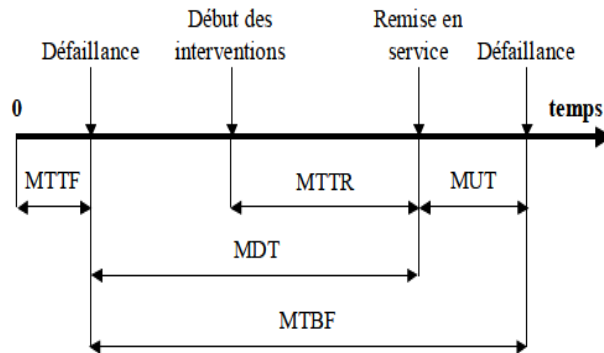 Début des
interventions
Remise en
service
Défaillance
Défaillance
0
temps
MTTF
MTTR
MUT
MDT
MTBF